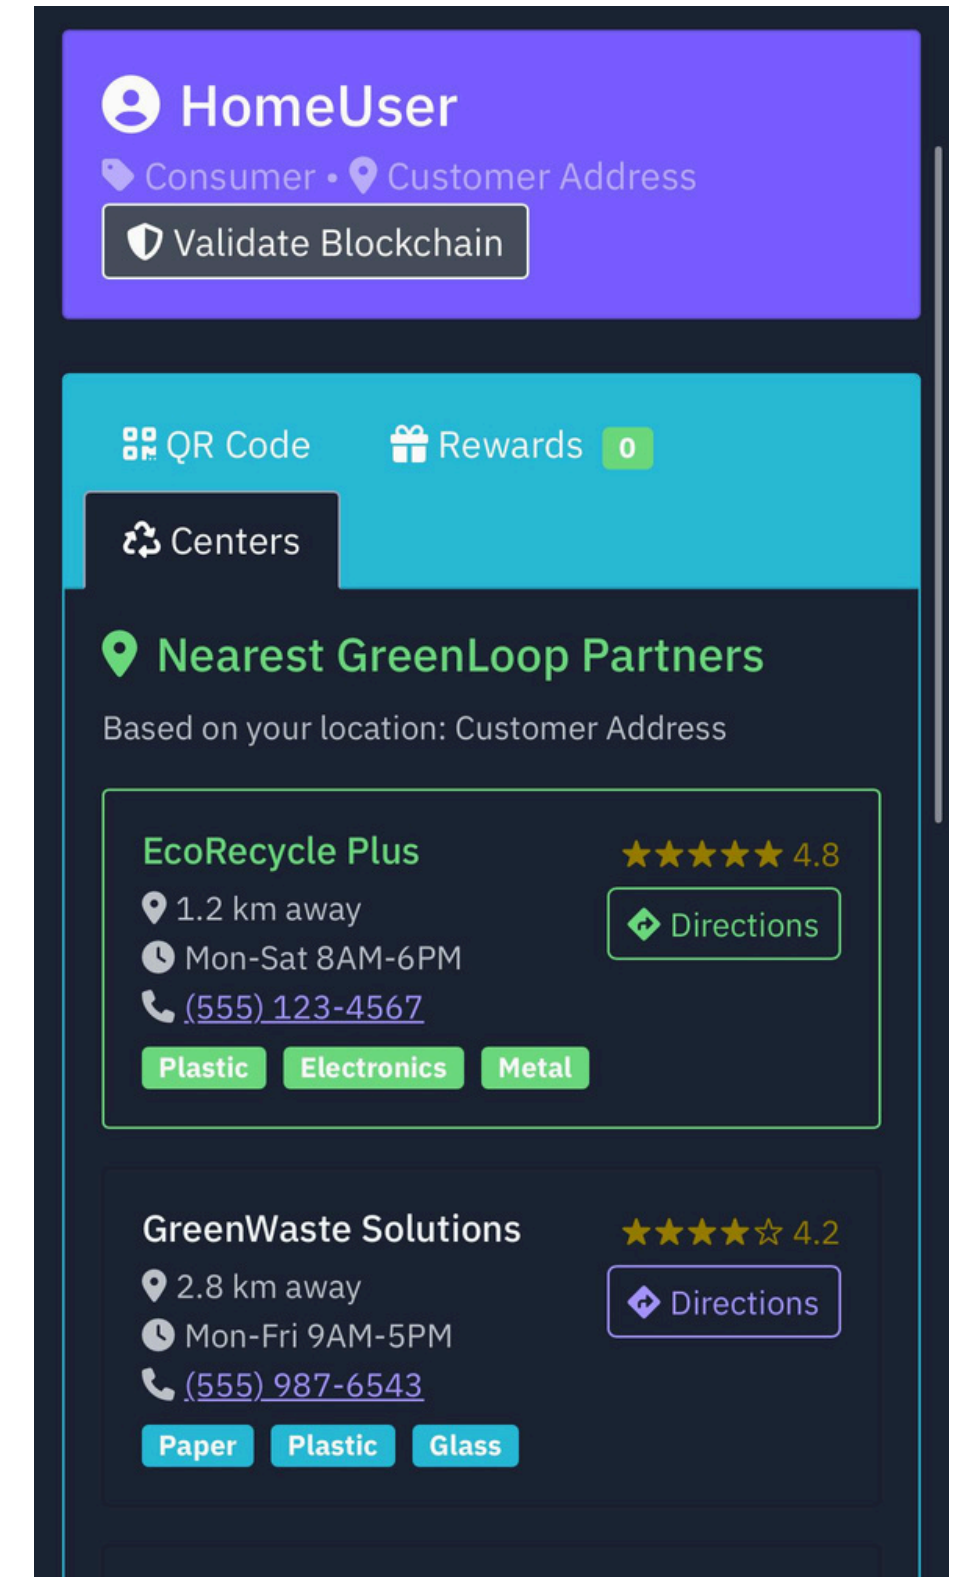 HomeUser
Consumer • Customer Address
Validate Blockchain
QR Code Rewards 0
Centers
Nearest GreenLoop Partners
Based on your location: Customer Address
EcoRecycle Plus 4.8
1.2 km away Directions
Mon-Sat 8AM-6PM
(555) 123-4567
Plastic Electronics Metal
GreenWaste Solutions 4.2
2.8 km away Directions
Mon-Fri 9AM-5PM
(555) 987-6543
Paper Plastic Glass